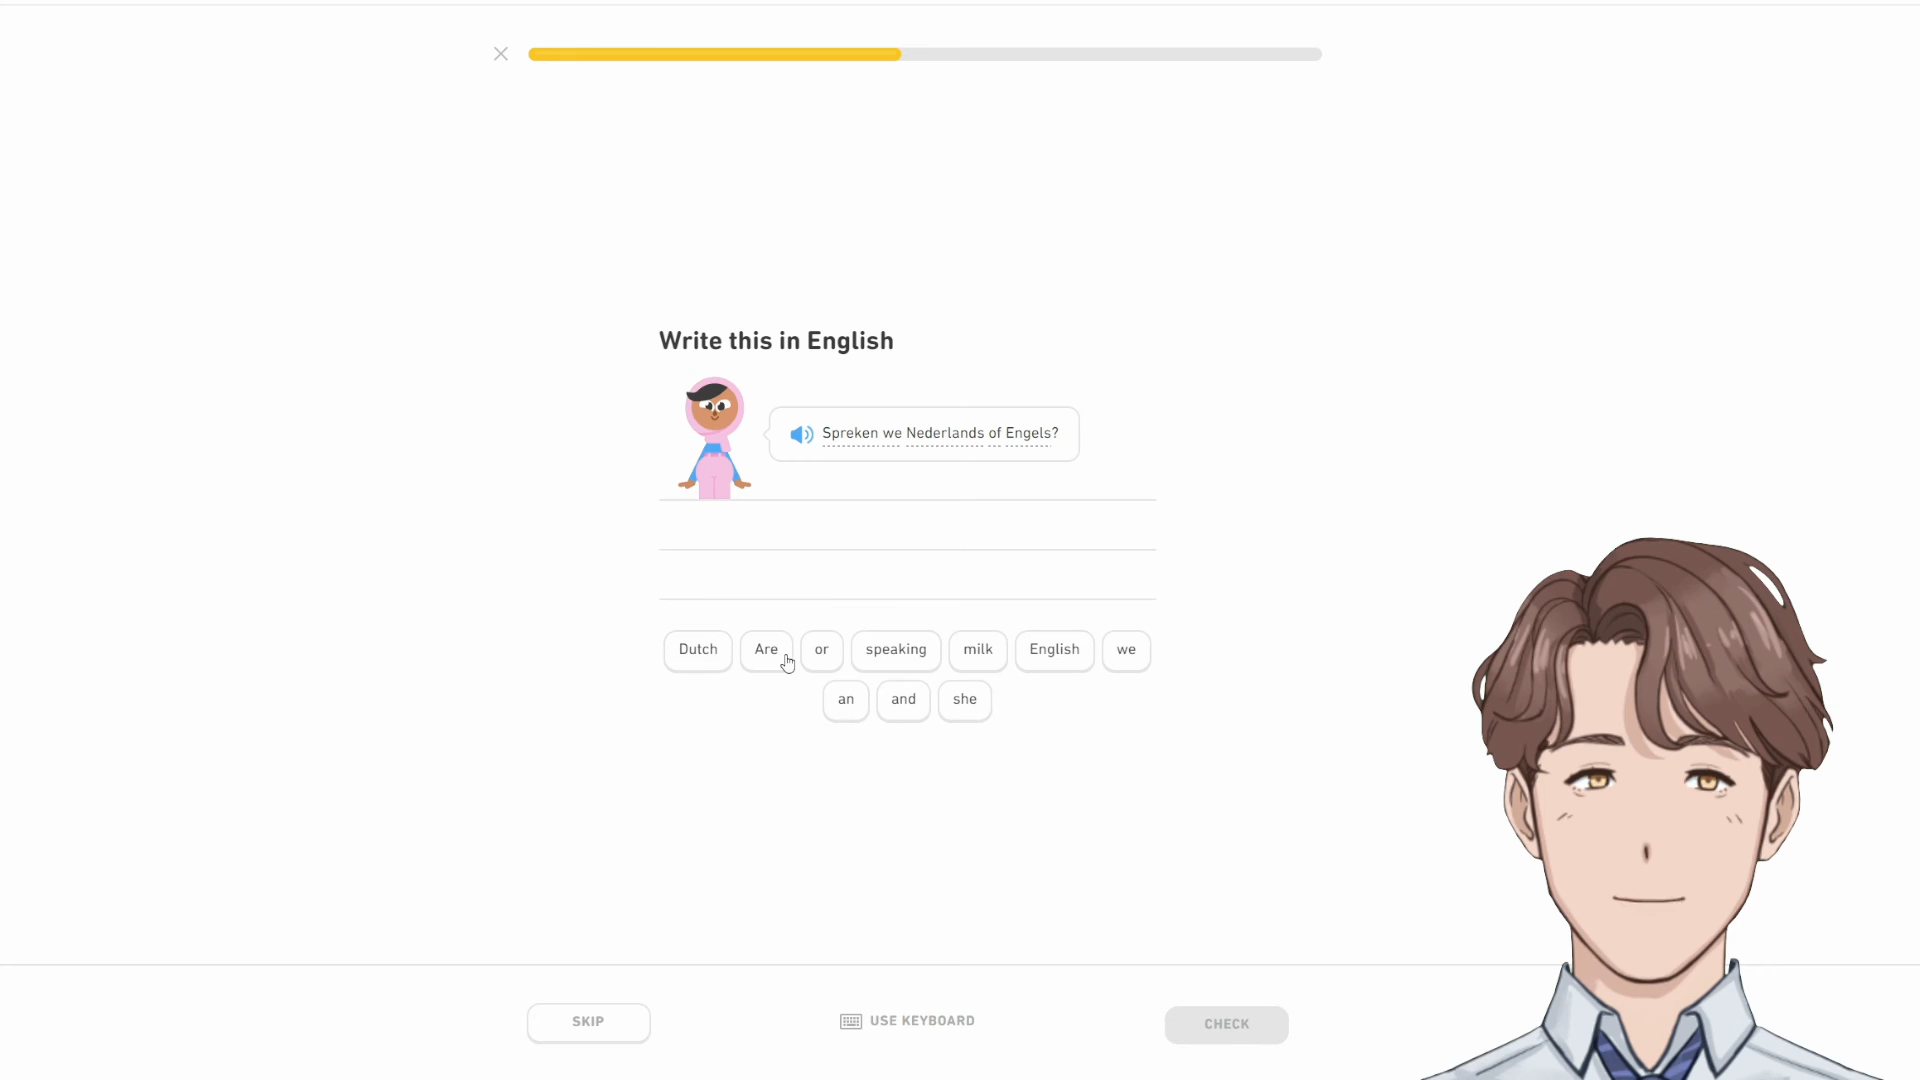 Write this in English
Spreken we Nederlands of Engels?
Dutch Are or speaking milk English we
an and she
SKIP USE KEYBOARD CHECK